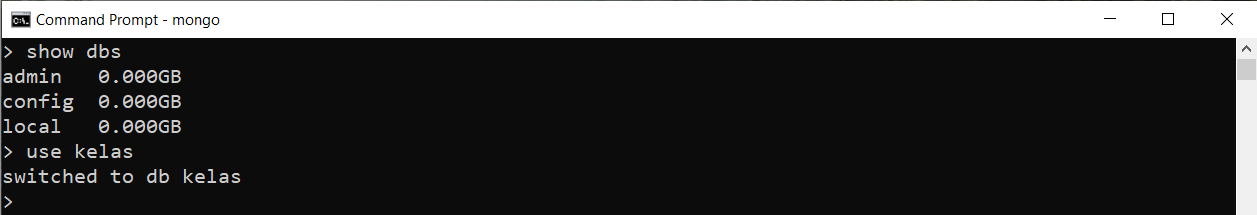 Command Prompt - mongo
> show dbs
admin   0.000GB
config  0.000GB
local   0.000GB
> use kelas
switched to db kelas
>